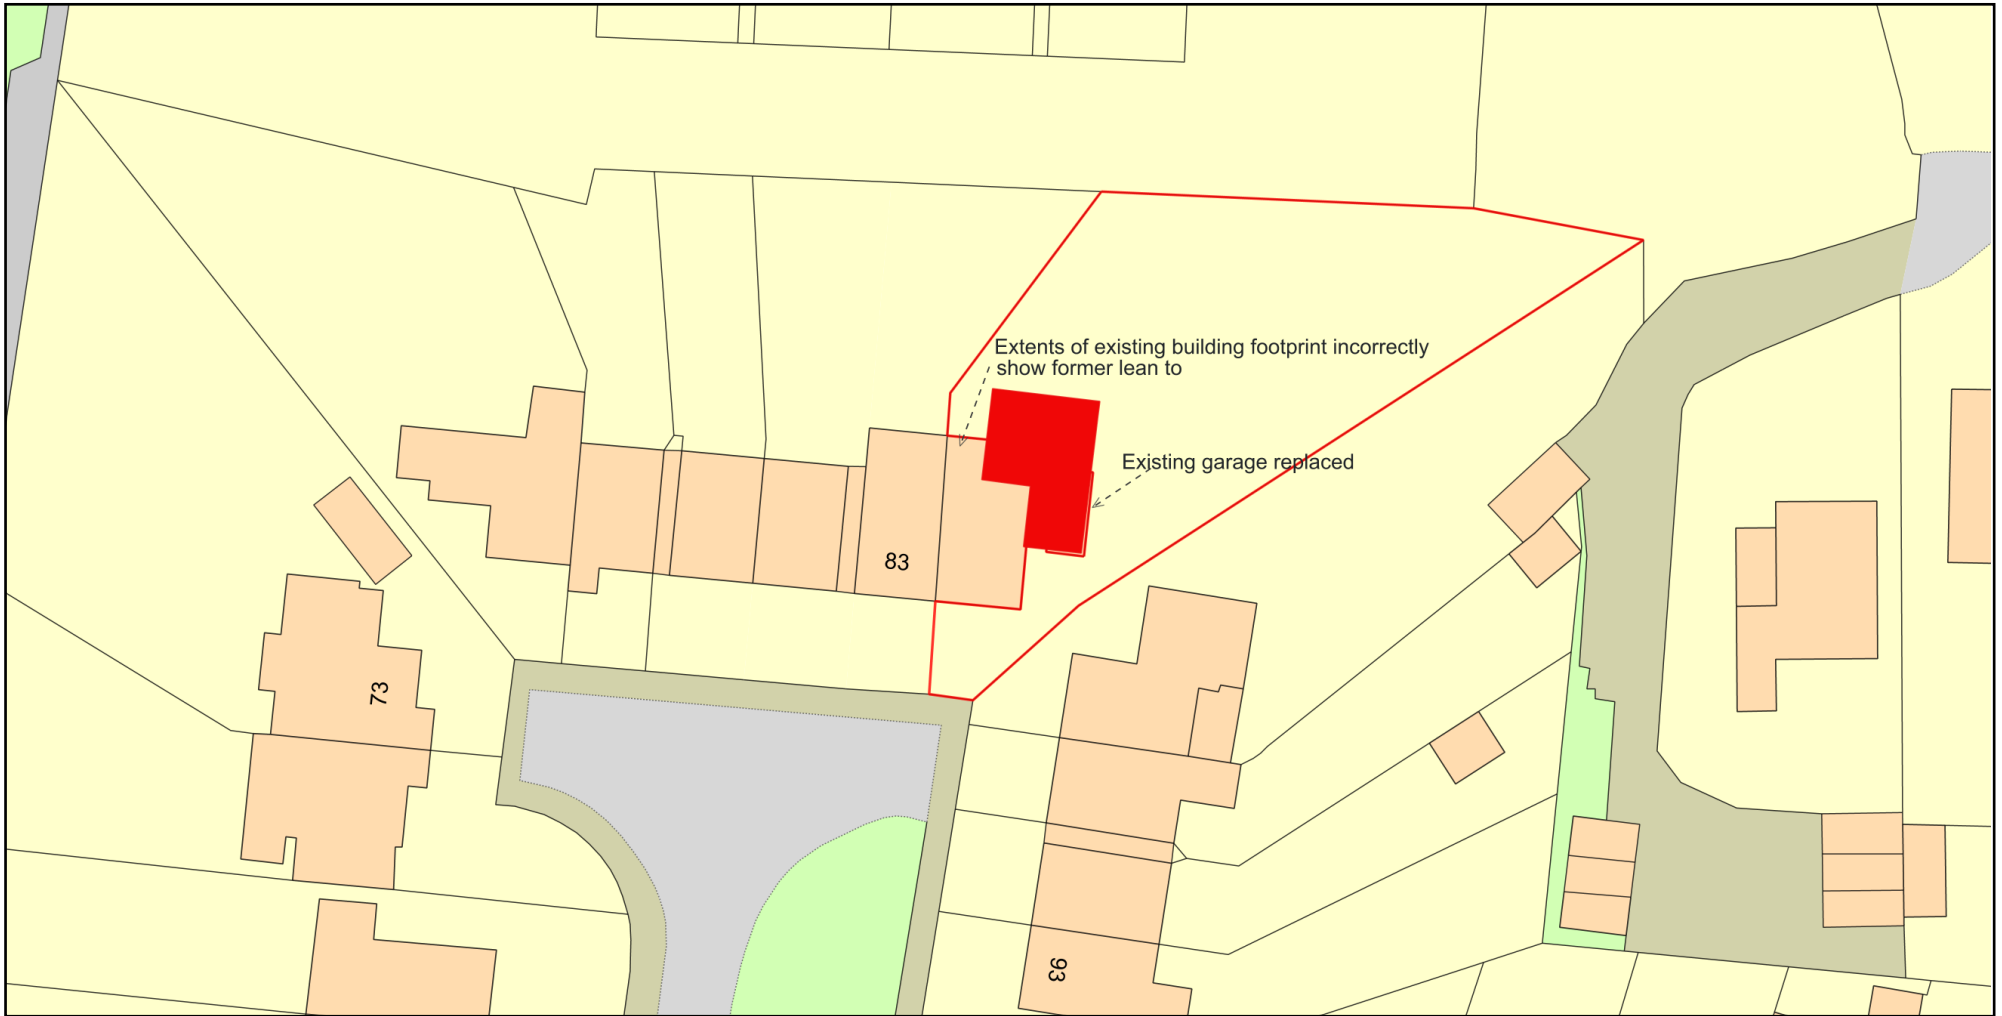 Extents of existing building footprint incorrectly
show former lean to
Existing garage replaced
83
73
93